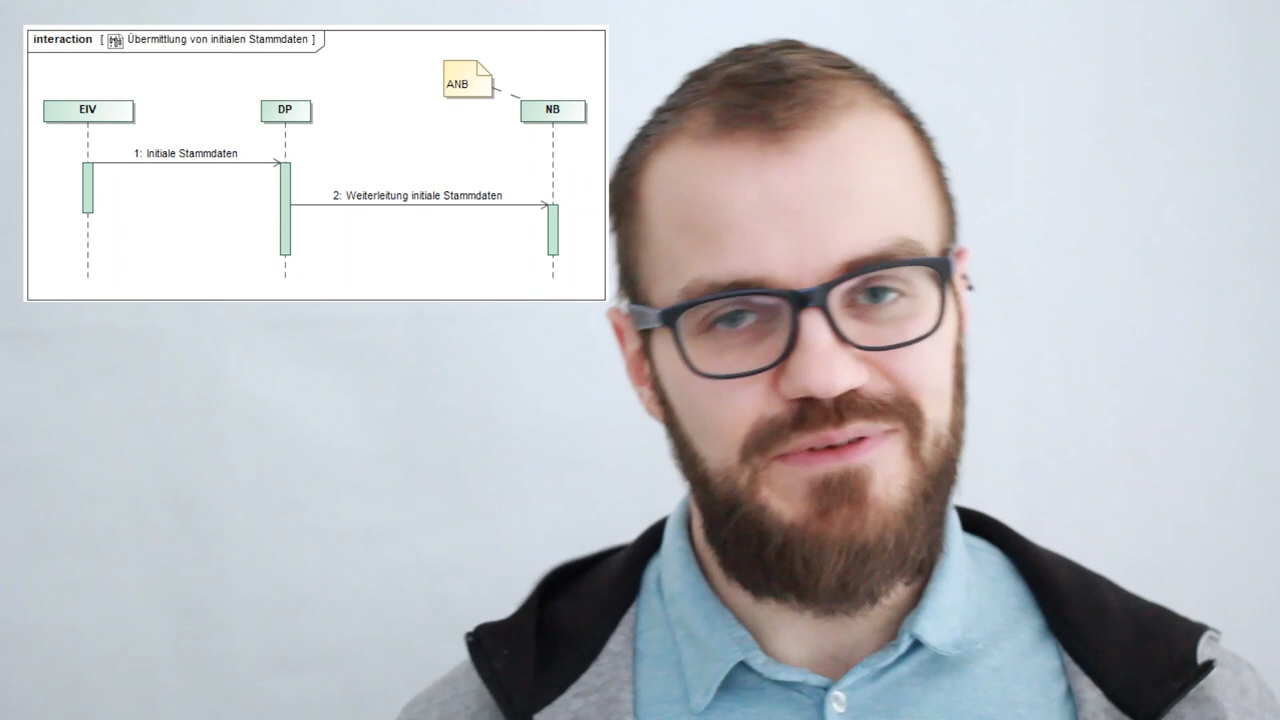 interaction [ Übermittlung von initialen Stammdaten ]
ANB
EIV DP NB
1: Initiale Stammdaten
2: Weiterleitung initiale Stammdaten